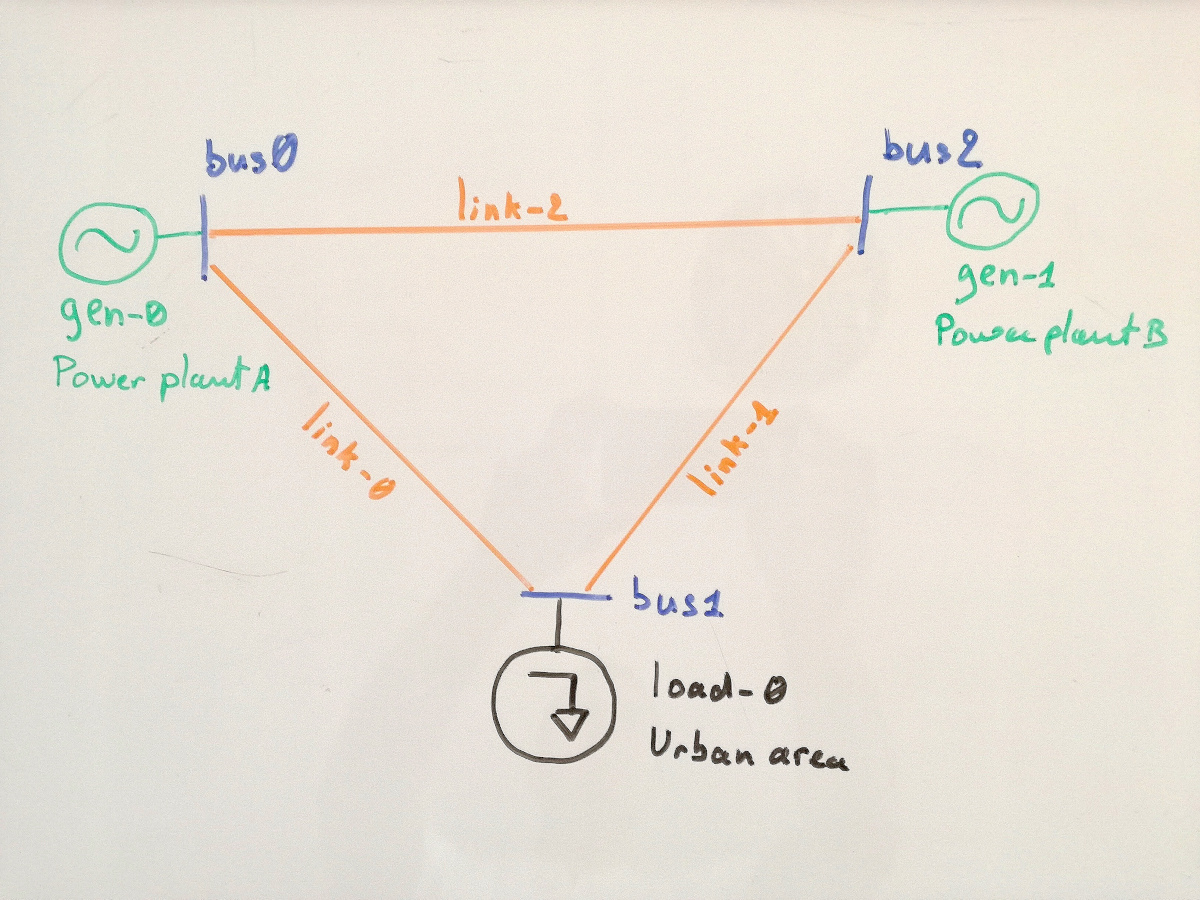 bus0
bus2
link-2
gen-0
Power plant A
gen-1
Power plant B
link-0
link-1
bus1
load-0
Urban area